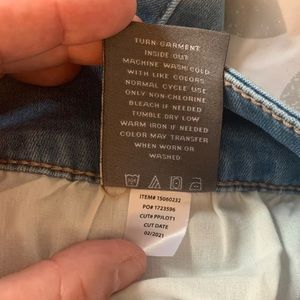 TURN GARMENT
INSIDE OUT
MACHINE WASH COLD
WITH LIKE COLORS
NORMAL CYCLE USE
ONLY NON-CHLORINE
BLEACH IF NEEDED
TUMBLE DRY LOW
WARM IRON IF NEEDED
COLOR MAY TRANSFER
WHEN WORN OR
WASHED
ITEM# 15060232
PO# 1723596
CUT# PPJLOT1
CUT DATE
02/2021